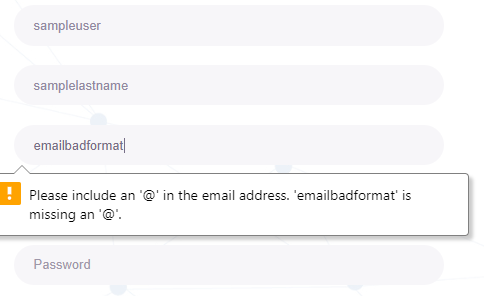 sampleuser
samplelastname
emailbadformat
Please include an '@' in the email address. 'emailbadformat' is
missing an '@'.
Password